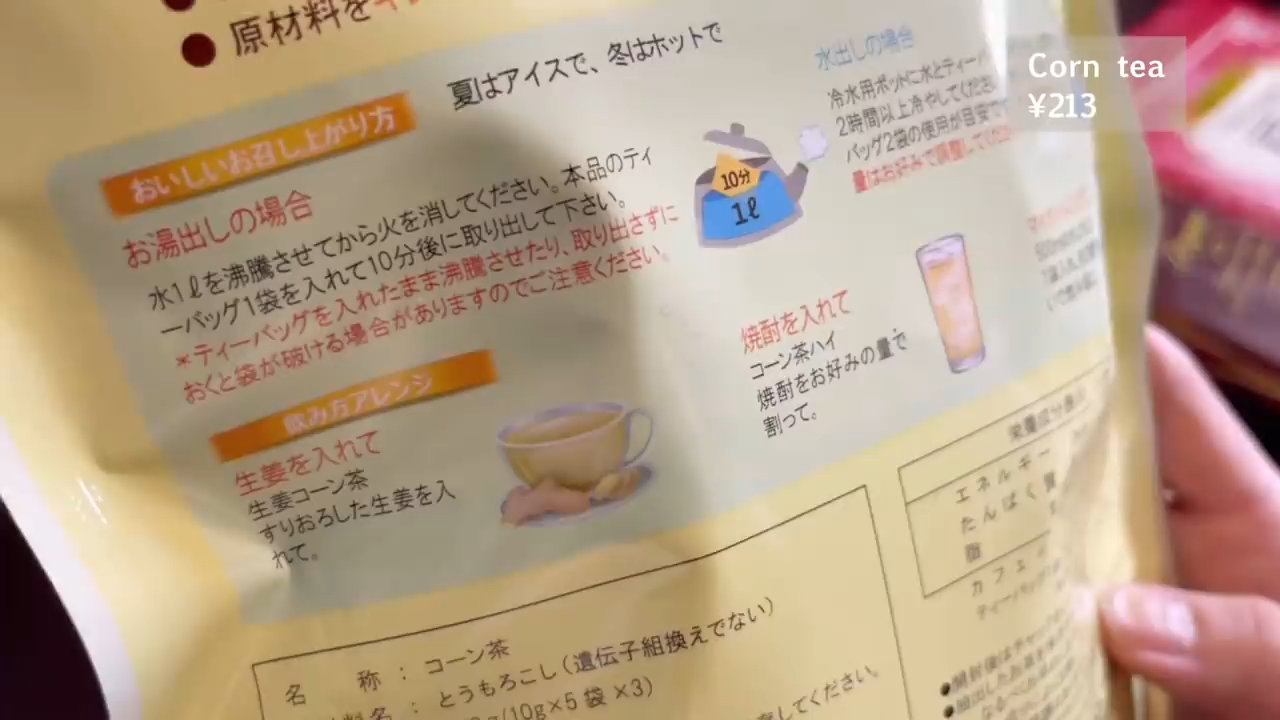 原材料を
夏はアイスで、冬はホットで
おいしいお召し上がり方
お湯出しの場合
水1ℓを沸騰させてから火を消してください。本品のティ
ーバッグ1袋を入れて10分後に取り出して下さい。
*ティーバッグを入れたまま沸騰させたり、取り出さずに
おくと袋が破ける場合がありますのでご注意ください。
10分
1ℓ
水出しの場合
冷水用ポットに水とティー
2時間以上冷やしてくださ
バッグ2袋の使用が目安で
量はお好みで調整してくだ
Corn tea
¥213
飲み方アレンジ
生姜を入れて
生姜コーン茶
すりおろした生姜を入
れて。
焼酎を入れて
コーン茶ハイ
焼酎をお好みの量で
割って。
栄養成分表示
エネルギー
たんぱく質
脂
カフェ
ティーバッグ
名 称 : コーン茶
料名 : とうもろこし(遺伝子組換えでない)
/10g×5袋×3)
してください。
●開封後は